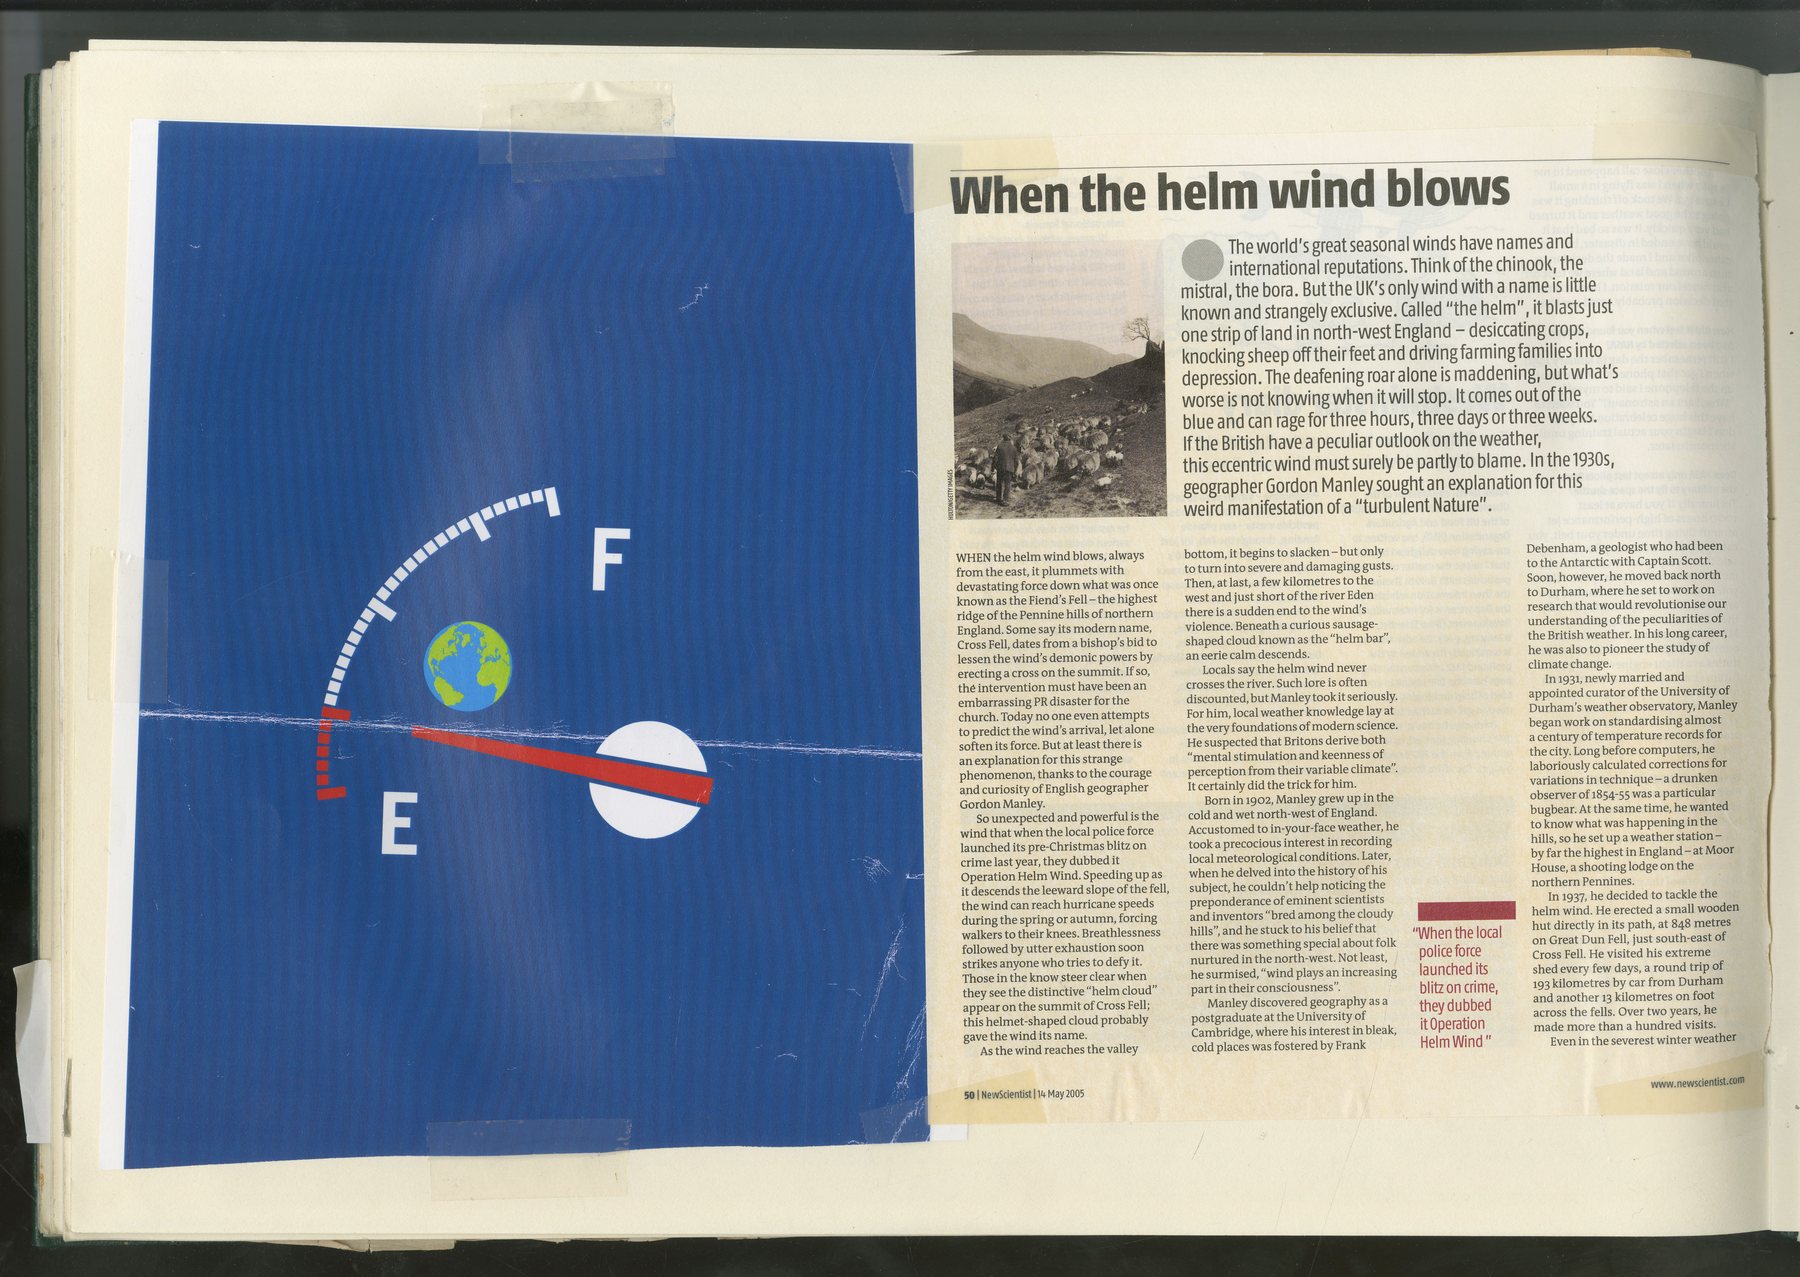 F
E
When the helm wind blows
HULTON/GETTY IMAGES
The world's great seasonal winds have names and
international reputations. Think of the chinook, the
mistral, the bora. But the UK's only wind with a name is little
known and strangely exclusive. Called "the helm", it blasts just
one strip of land in north-west England – desiccating crops,
knocking sheep off their feet and driving farming families into
depression. The deafening roar alone is maddening, but what's
worse is not knowing when it will stop. It comes out of the
blue and can rage for three hours, three days or three weeks.
If the British have a peculiar outlook on the weather,
this eccentric wind must surely be partly to blame. In the 1930s,
geographer Gordon Manley sought an explanation for this
weird manifestation of a "turbulent Nature".
WHEN the helm wind blows, always
from the east, it plummets with
devastating force down what was once
known as the Fiend's Fell – the highest
ridge of the Pennine hills of northern
England. Some say its modern name,
Cross Fell, dates from a bishop's bid to
lessen the wind's demonic powers by
erecting a cross on the summit. If so,
the intervention must have been an
embarrassing PR disaster for the
church. Today no one even attempts
to predict the wind's arrival, let alone
soften its force. But at least there is
an explanation for this strange
phenomenon, thanks to the courage
and curiosity of English geographer
Gordon Manley.
So unexpected and powerful is the
wind that when the local police force
launched its pre-Christmas blitz on
crime last year, they dubbed it
Operation Helm Wind. Speeding up as
it descends the leeward slope of the fell,
the wind can reach hurricane speeds
during the spring or autumn, forcing
walkers to their knees. Breathlessness
followed by utter exhaustion soon
strikes anyone who tries to defy it.
Those in the know steer clear when
they see the distinctive "helm cloud"
appear on the summit of Cross Fell;
this helmet-shaped cloud probably
gave the wind its name.
As the wind reaches the valley
bottom, it begins to slacken – but only
to turn into severe and damaging gusts.
Then, at last, a few kilometres to the
west and just short of the river Eden
there is a sudden end to the wind's
violence. Beneath a curious sausage-
shaped cloud known as the "helm bar",
an eerie calm descends.
Locals say the helm wind never
crosses the river. Such lore is often
discounted, but Manley took it seriously.
For him, local weather knowledge lay at
the very foundations of modern science.
He suspected that Britons derive both
"mental stimulation and keenness of
perception from their variable climate".
It certainly did the trick for him.
Born in 1902, Manley grew up in the
cold and wet north-west of England.
Accustomed to in-your-face weather, he
took a precocious interest in recording
local meteorological conditions. Later,
when he delved into the history of his
subject, he couldn't help noticing the
preponderance of eminent scientists
and inventors "bred among the cloudy
hills", and he stuck to his belief that
there was something special about folk
nurtured in the north-west. Not least,
he surmised, "wind plays an increasing
part in their consciousness".
Manley discovered geography as a
postgraduate at the University of
Cambridge, where his interest in bleak,
cold places was fostered by Frank
"When the local
police force
launched its
blitz on crime,
they dubbed
it Operation
Helm Wind"
Debenham, a geologist who had been
to the Antarctic with Captain Scott.
Soon, however, he moved back north
to Durham, where he set to work on
research that would revolutionise our
understanding of the peculiarities of
the British weather. In his long career,
he was also to pioneer the study of
climate change.
In 1931, newly married and
appointed curator of the University of
Durham's weather observatory, Manley
began work on standardising almost
a century of temperature records for
the city. Long before computers, he
laboriously calculated corrections for
variations in technique – a drunken
observer of 1854-55 was a particular
bugbear. At the same time, he wanted
to know what was happening in the
hills, so he set up a weather station –
by far the highest in England – at Moor
House, a shooting lodge on the
northern Pennines.
In 1937, he decided to tackle the
helm wind. He erected a small wooden
hut directly in its path, at 848 metres
on Great Dun Fell, just south-east of
Cross Fell. He visited his extreme
shed every few days, a round trip of
193 kilometres by car from Durham
and another 13 kilometres on foot
across the fells. Over two years, he
made more than a hundred visits.
Even in the severest winter weather
50 | NewScientist | 14 May 2005
www.newscientist.com